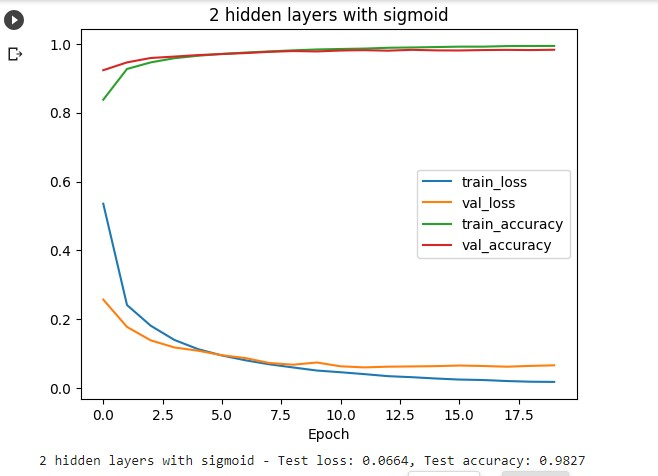 2 hidden layers with sigmoid
1.0
0.8
0.6
0.4
0.2
0.0
train_loss
val_loss
train_accuracy
val_accuracy
0.0 2.5 5.0 7.5 10.0 12.5 15.0 17.5
Epoch
2 hidden layers with sigmoid - Test loss: 0.0664, Test accuracy: 0.9827